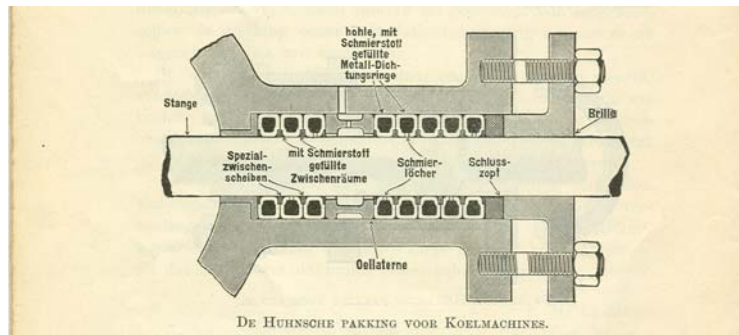 hohle, mit
Schmierstoff
gefüllte
Metall-Dich-
tungsringe
Stange
Brille
Spezial-
zwischen-
scheiben
mit Schmierstoff
gefüllte
Zwischenräume
Schmier-
löcher
Schluss-
zopf
Oellaterne
DE HUHNSCHE PAKKING VOOR KOELMACHINES.